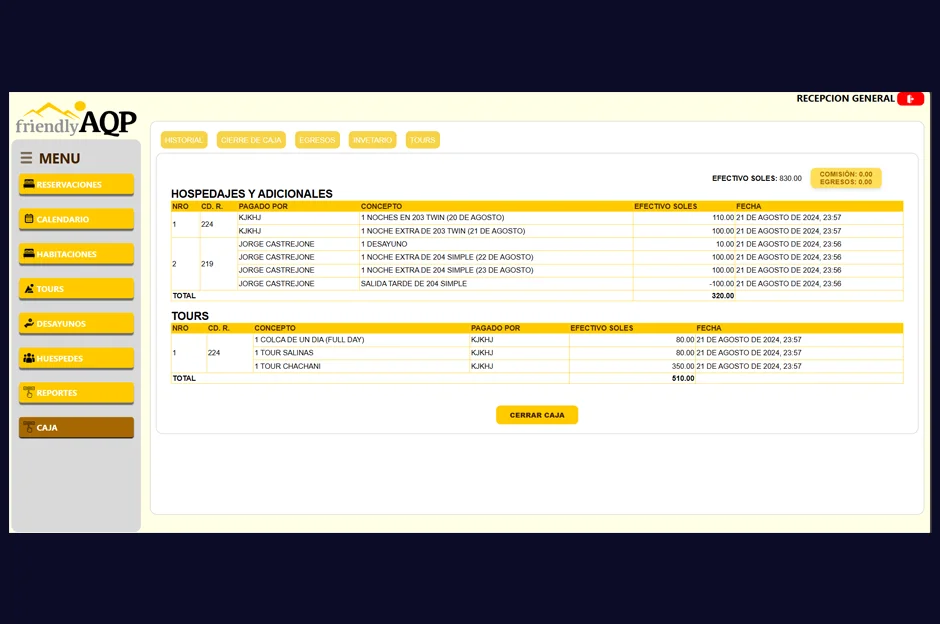 RECEPCION GENERAL
friendlyAQP
MENU
RESERVACIONES
CALENDARIO
HABITACIONES
TOURS
DESAYUNOS
HUESPEDES
REPORTES
CAJA
HISTORIAL CIERRE DE CAJA EGRESOS INVETARIO TOURS
EFECTIVO SOLES: 830.00
COMISIÓN: 0.00
EGRESOS: 0.00
HOSPEDAJES Y ADICIONALES
NRO CD. R. PAGADO POR CONCEPTO EFECTIVO SOLES FECHA
1 224 KJKHJ 1 NOCHES EN 203 TWIN (20 DE AGOSTO) 110.00 21 DE AGOSTO DE 2024, 23:57
KJKHJ 1 NOCHE EXTRA DE 203 TWIN (21 DE AGOSTO) 100.00 21 DE AGOSTO DE 2024, 23:57
2 219 JORGE CASTREJONE 1 DESAYUNO 10.00 21 DE AGOSTO DE 2024, 23:56
JORGE CASTREJONE 1 NOCHE EXTRA DE 204 SIMPLE (22 DE AGOSTO) 100.00 21 DE AGOSTO DE 2024, 23:56
JORGE CASTREJONE 1 NOCHE EXTRA DE 204 SIMPLE (23 DE AGOSTO) 100.00 21 DE AGOSTO DE 2024, 23:56
JORGE CASTREJONE SALIDA TARDE DE 204 SIMPLE -100.00 21 DE AGOSTO DE 2024, 23:56
TOTAL 320.00
TOURS
NRO CD. R. CONCEPTO PAGADO POR EFECTIVO SOLES FECHA
1 224 1 COLCA DE UN DIA (FULL DAY) KJKHJ 80.00 21 DE AGOSTO DE 2024, 23:57
1 TOUR SALINAS KJKHJ 80.00 21 DE AGOSTO DE 2024, 23:57
1 TOUR CHACHANI KJKHJ 350.00 21 DE AGOSTO DE 2024, 23:57
TOTAL 510.00
CERRAR CAJA